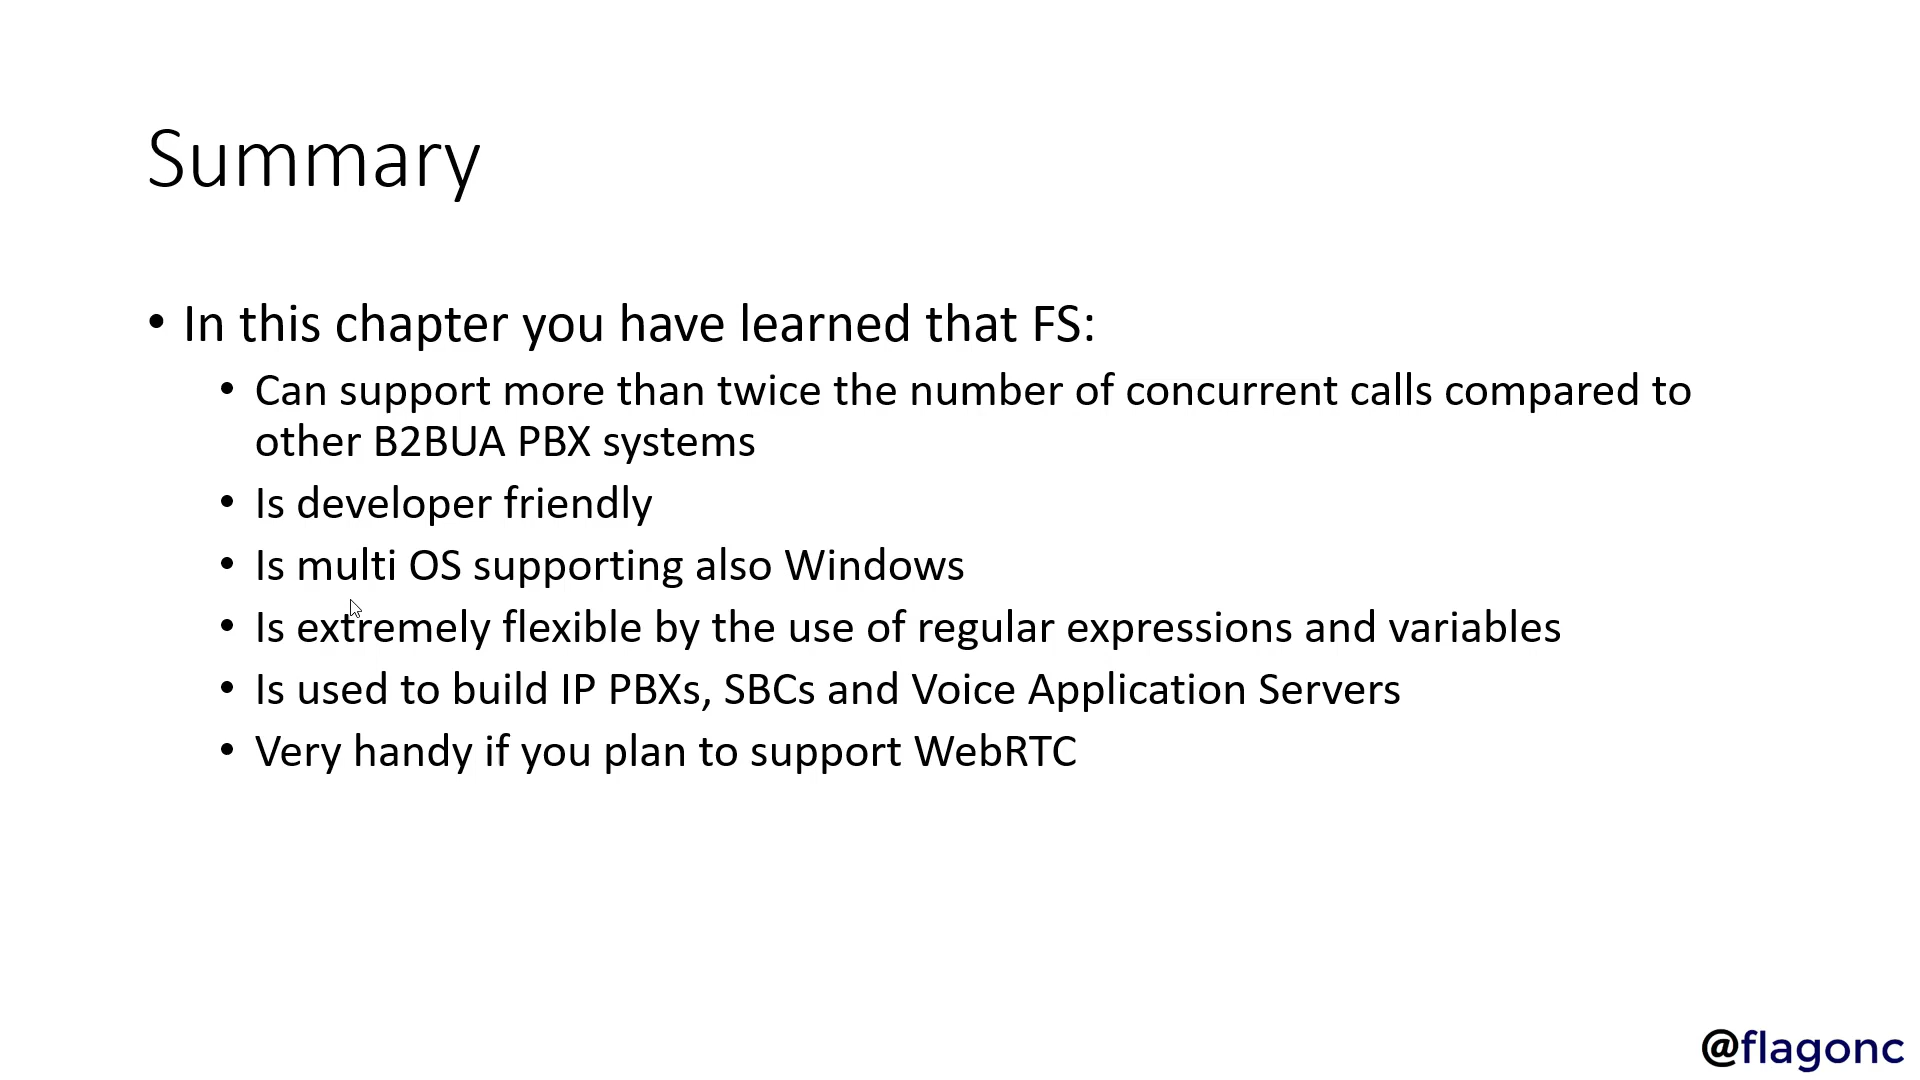 Summary
• In this chapter you have learned that FS:
• Can support more than twice the number of concurrent calls compared to
other B2BUA PBX systems
• Is developer friendly
• Is multi OS supporting also Windows
• Is extremely flexible by the use of regular expressions and variables
• Is used to build IP PBXs, SBCs and Voice Application Servers
• Very handy if you plan to support WebRTC
@flagonc